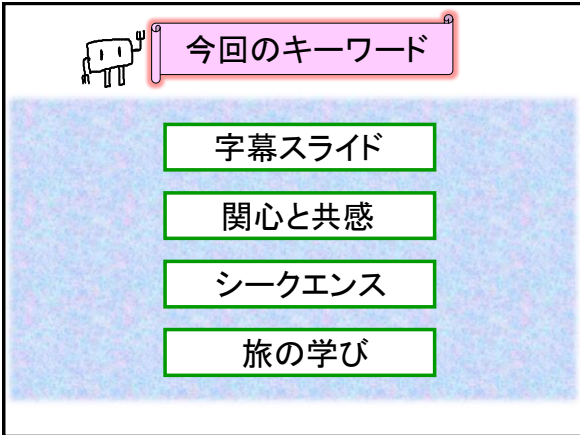 今回のキーワード
字幕スライド
関心と共感
シークエンス
旅の学び